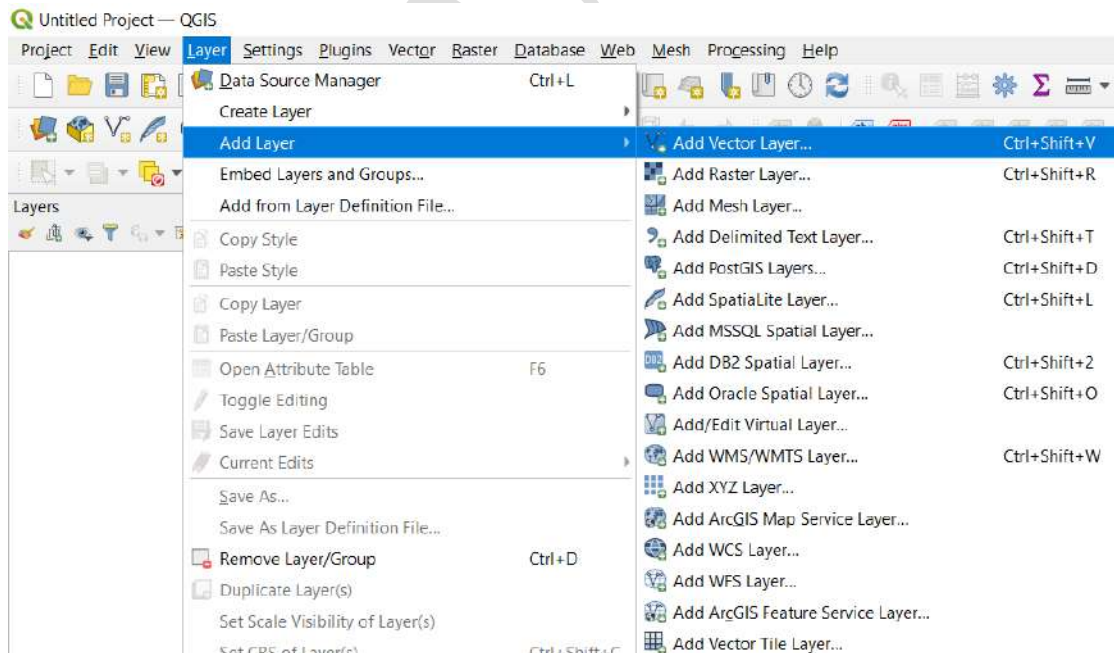 Untitled Project — QGIS
Project Edit View Layer Settings Plugins Vector Raster Database Web Mesh Processing Help
Data Source Manager Ctrl+L
Create Layer
Add Layer
Embed Layers and Groups...
Add from Layer Definition File...
Copy Style
Paste Style
Copy Layer
Paste Layer/Group
Open Attribute Table F6
Toggle Editing
Save Layer Edits
Current Edits
Save As...
Save As Layer Definition File...
Remove Layer/Group Ctrl+D
Duplicate Layer(s)
Set Scale Visibility of Layer(s)
Set CRS of Layer(s) Ctrl+Shift+C
Layers
Add Vector Layer... Ctrl+Shift+V
Add Raster Layer... Ctrl+Shift+R
Add Mesh Layer...
Add Delimited Text Layer... Ctrl+Shift+T
Add PostGIS Layers... Ctrl+Shift+D
Add SpatiaLite Layer... Ctrl+Shift+L
Add MSSQL Spatial Layer...
Add DB2 Spatial Layer... Ctrl+Shift+2
Add Oracle Spatial Layer... Ctrl+Shift+O
Add/Edit Virtual Layer...
Add WMS/WMTS Layer... Ctrl+Shift+W
Add XYZ Layer...
Add ArcGIS Map Service Layer...
Add WCS Layer...
Add WFS Layer...
Add ArcGIS Feature Service Layer...
Add Vector Tile Layer...